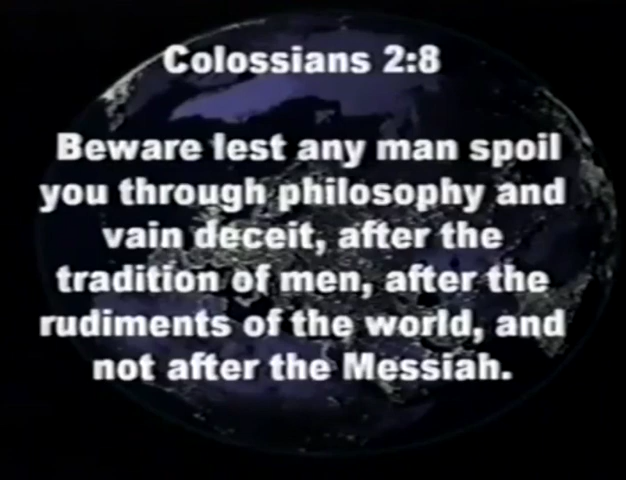 Colossians 2:8
Beware lest any man spoil
you through philosophy and
vain deceit, after the
tradition of men, after the
rudiments of the world, and
not after the Messiah.